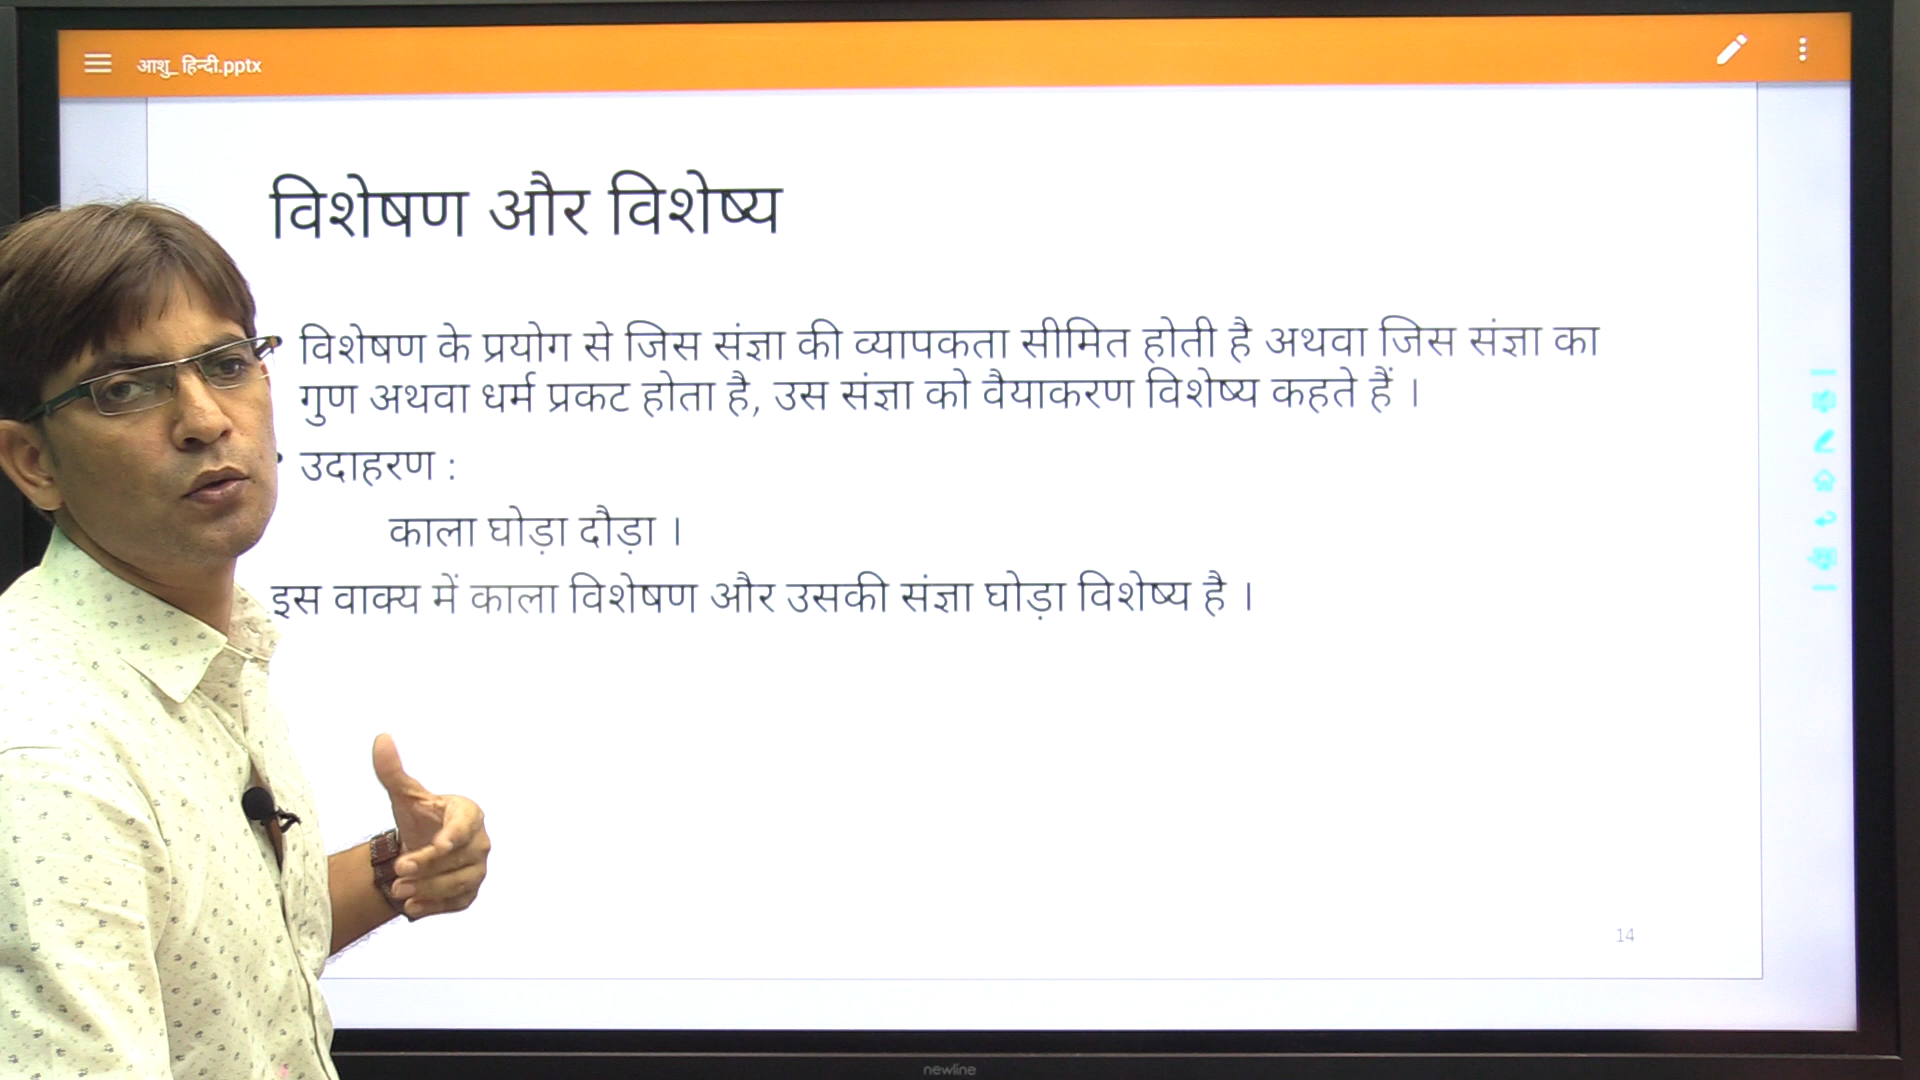 आशु_ हिन्दी.pptx
विशेषण और विशेष्य
विशेषण के प्रयोग से जिस संज्ञा की व्यापकता सीमित होती है अथवा जिस संज्ञा का
गुण अथवा धर्म प्रकट होता है, उस संज्ञा को वैयाकरण विशेष्य कहते हैं ।
उदाहरण :
काला घोड़ा दौड़ा ।
इस वाक्य में काला विशेषण और उसकी संज्ञा घोड़ा विशेष्य है ।
14
newline